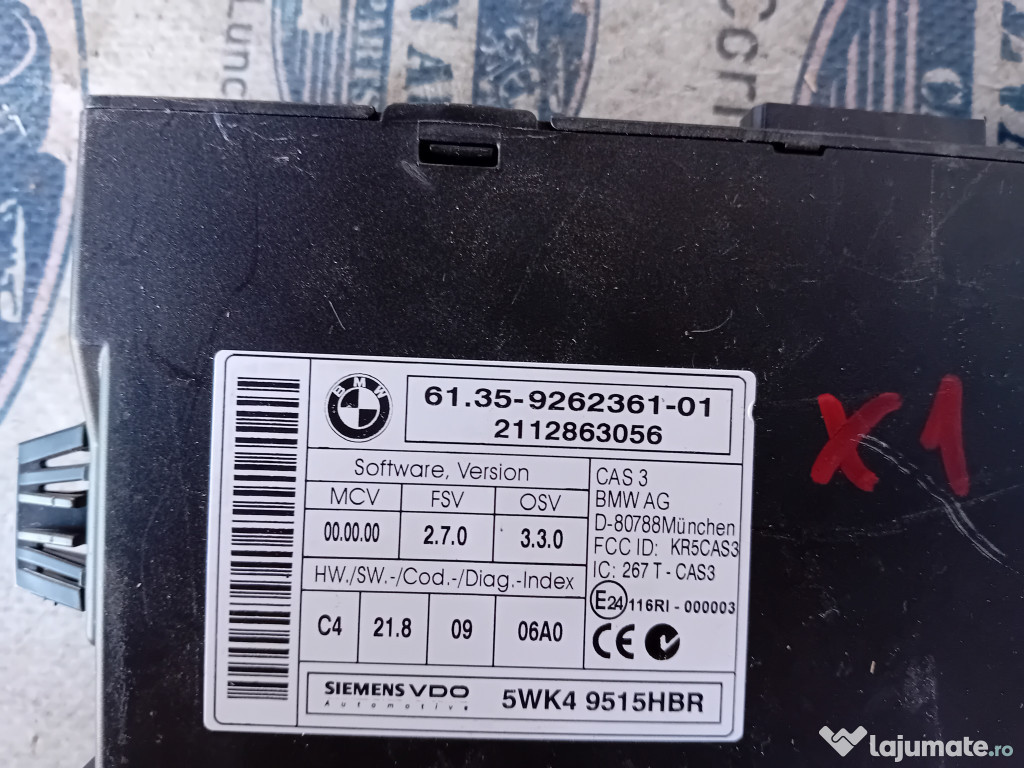 Lunc
PARTS
BMW
61.35-9262361-01
2112863056
Software, Version
MCV FSV OSV
00.00.00 2.7.0 3.3.0
HW./SW.-/Cod.-/Diag.-Index
C4 21.8 09 06A0
CAS 3
BMW AG
D-80788München
FCC ID: KR5CAS3
IC: 267 T - CAS3
E24 116RI - 000003
CE
SIEMENS VDO
Automotive
5WK4 9515HBR
X1
lajumate.ro